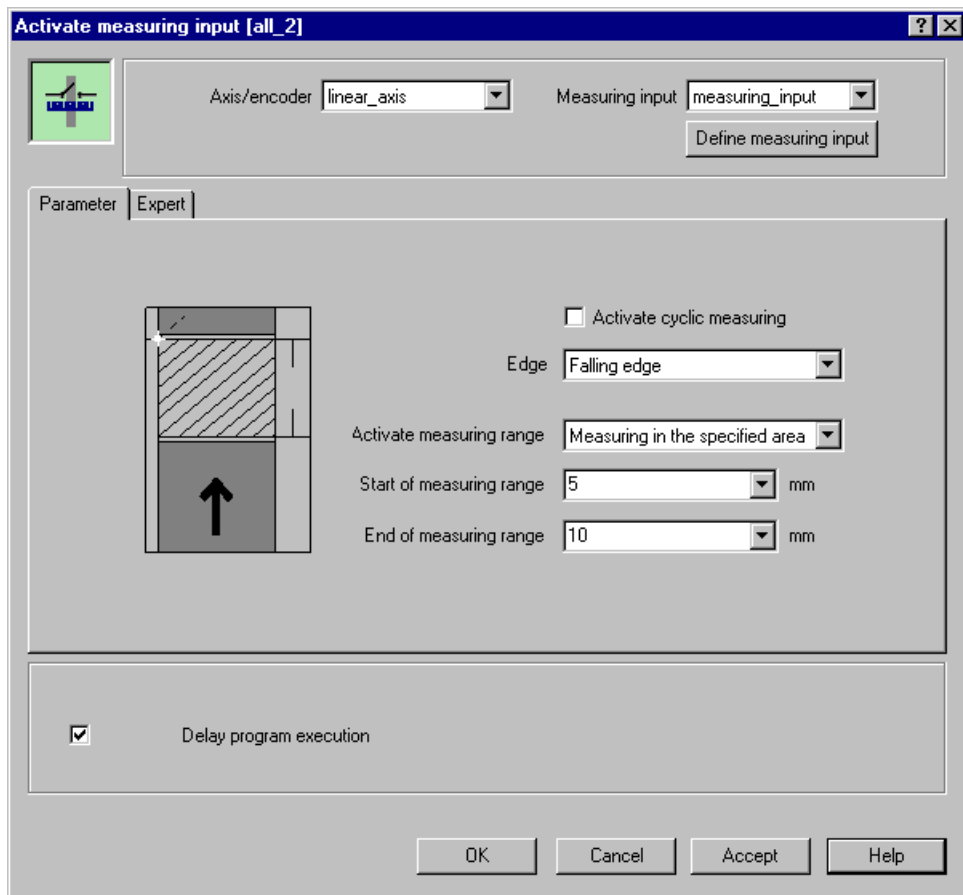 Activate measuring input [all_2]
Axis/encoder linear_axis Measuring input measuring_input
Define measuring input
Parameter Expert
Activate cyclic measuring
Edge Falling edge
Activate measuring range Measuring in the specified area
Start of measuring range 5 mm
End of measuring range 10 mm
Delay program execution
OK Cancel Accept Help